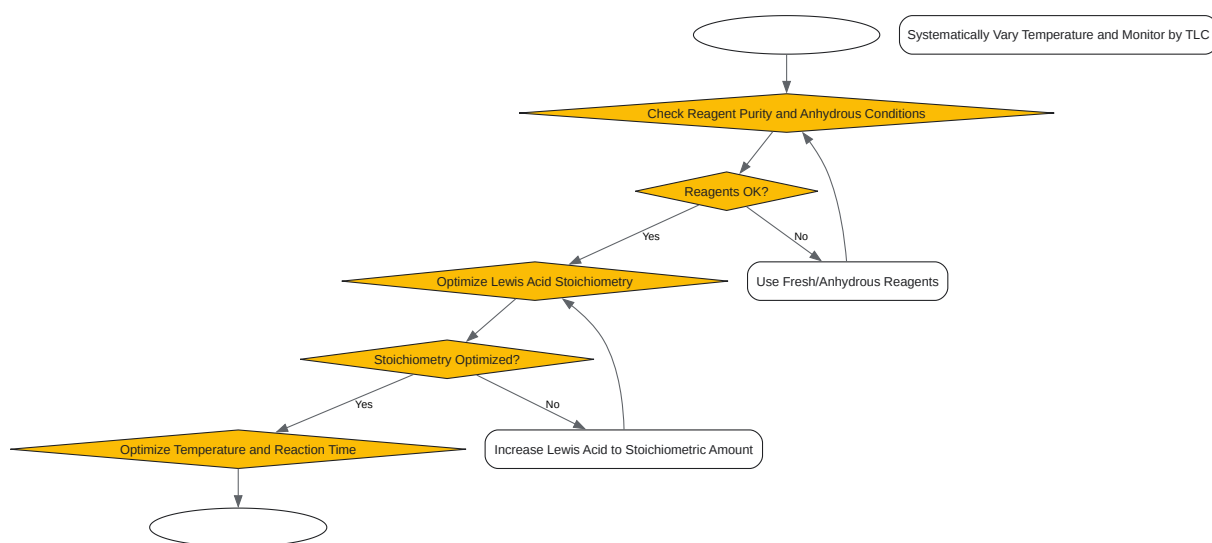 Systematically Vary Temperature and Monitor by TLC
Check Reagent Purity and Anhydrous Conditions
Reagents OK?
Yes
No
Optimize Lewis Acid Stoichiometry
Use Fresh/Anhydrous Reagents
Stoichiometry Optimized?
Yes
No
Optimize Temperature and Reaction Time
Increase Lewis Acid to Stoichiometric Amount